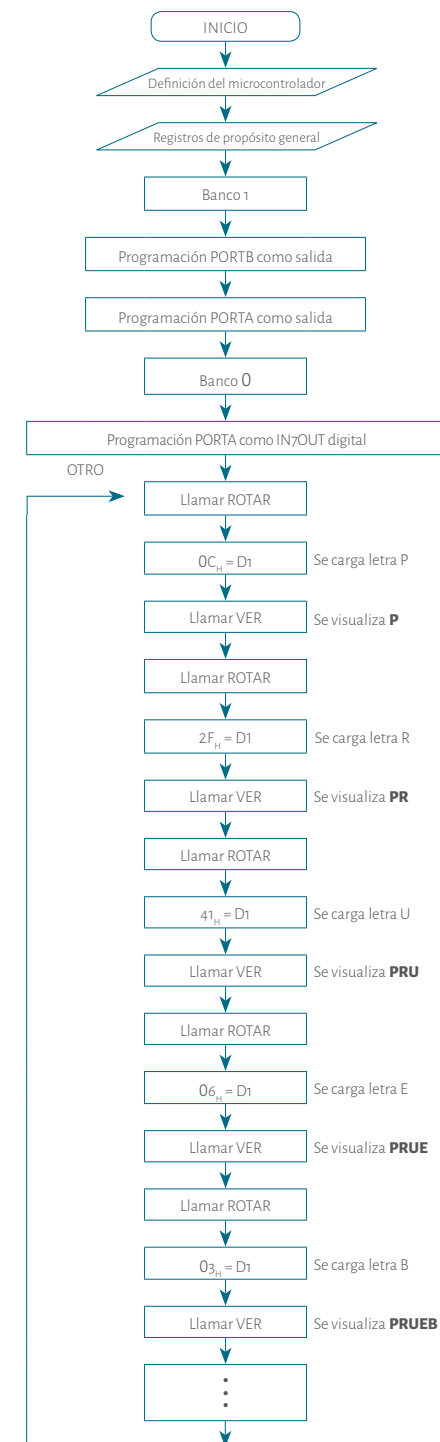 INICIO
Definición del microcontrolador
Registros de propósito general
Banco 1
Programación PORTB como salida
Programación PORTA como salida
Banco 0
Programación PORTA como IN7OUT digital
OTRO
Llamar ROTAR
0CH = D1 Se carga letra P
Llamar VER Se visualiza P
Llamar ROTAR
2FH = D1 Se carga letra R
Llamar VER Se visualiza PR
Llamar ROTAR
41H = D1 Se carga letra U
Llamar VER Se visualiza PRU
Llamar ROTAR
06H = D1 Se carga letra E
Llamar VER Se visualiza PRUE
Llamar ROTAR
03H = D1 Se carga letra B
Llamar VER Se visualiza PRUEB